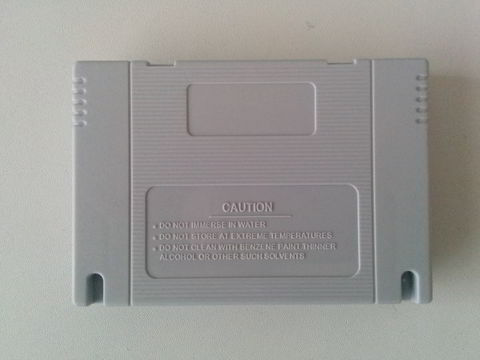 CAUTION
• DO NOT IMMERSE IN WATER
• DO NOT STORE AT EXTREME TEMPERATURES.
• DO NOT CLEAN WITH BENZENE PAINT THINNER
ALCOHOL OR OTHER SUCH SOLVENTS